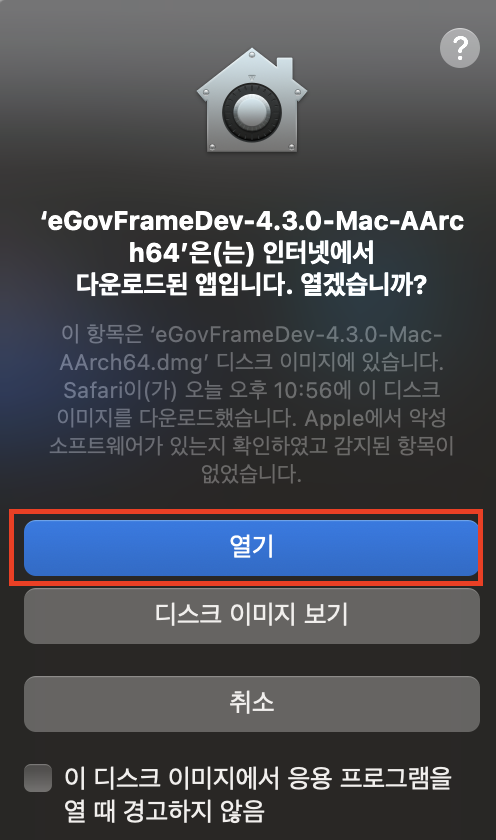 ?
‘eGovFrameDev-4.3.0-Mac-AArc
h64’은(는) 인터넷에서
다운로드된 앱입니다. 열겠습니까?
이 항목은 ‘eGovFrameDev-4.3.0-Mac-
AArch64.dmg’ 디스크 이미지에 있습니다.
Safari이(가) 오늘 오후 10:56에 이 디스크
이미지를 다운로드했습니다. Apple에서 악성
소프트웨어가 있는지 확인하였고 감지된 항목이
없었습니다.
열기
디스크 이미지 보기
취소
이 디스크 이미지에서 응용 프로그램을
열 때 경고하지 않음